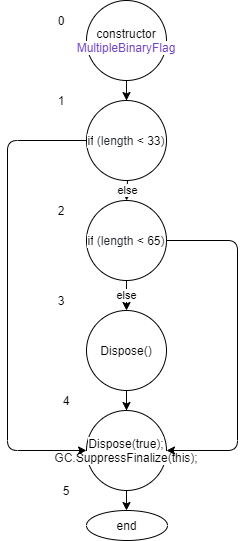 0
constructor
MultipleBinaryFlag
1
if (length < 33)
else
2
if (length < 65)
else
3
Dispose()
4
Dispose(true);
GC.SuppressFinalize(this);
5
end